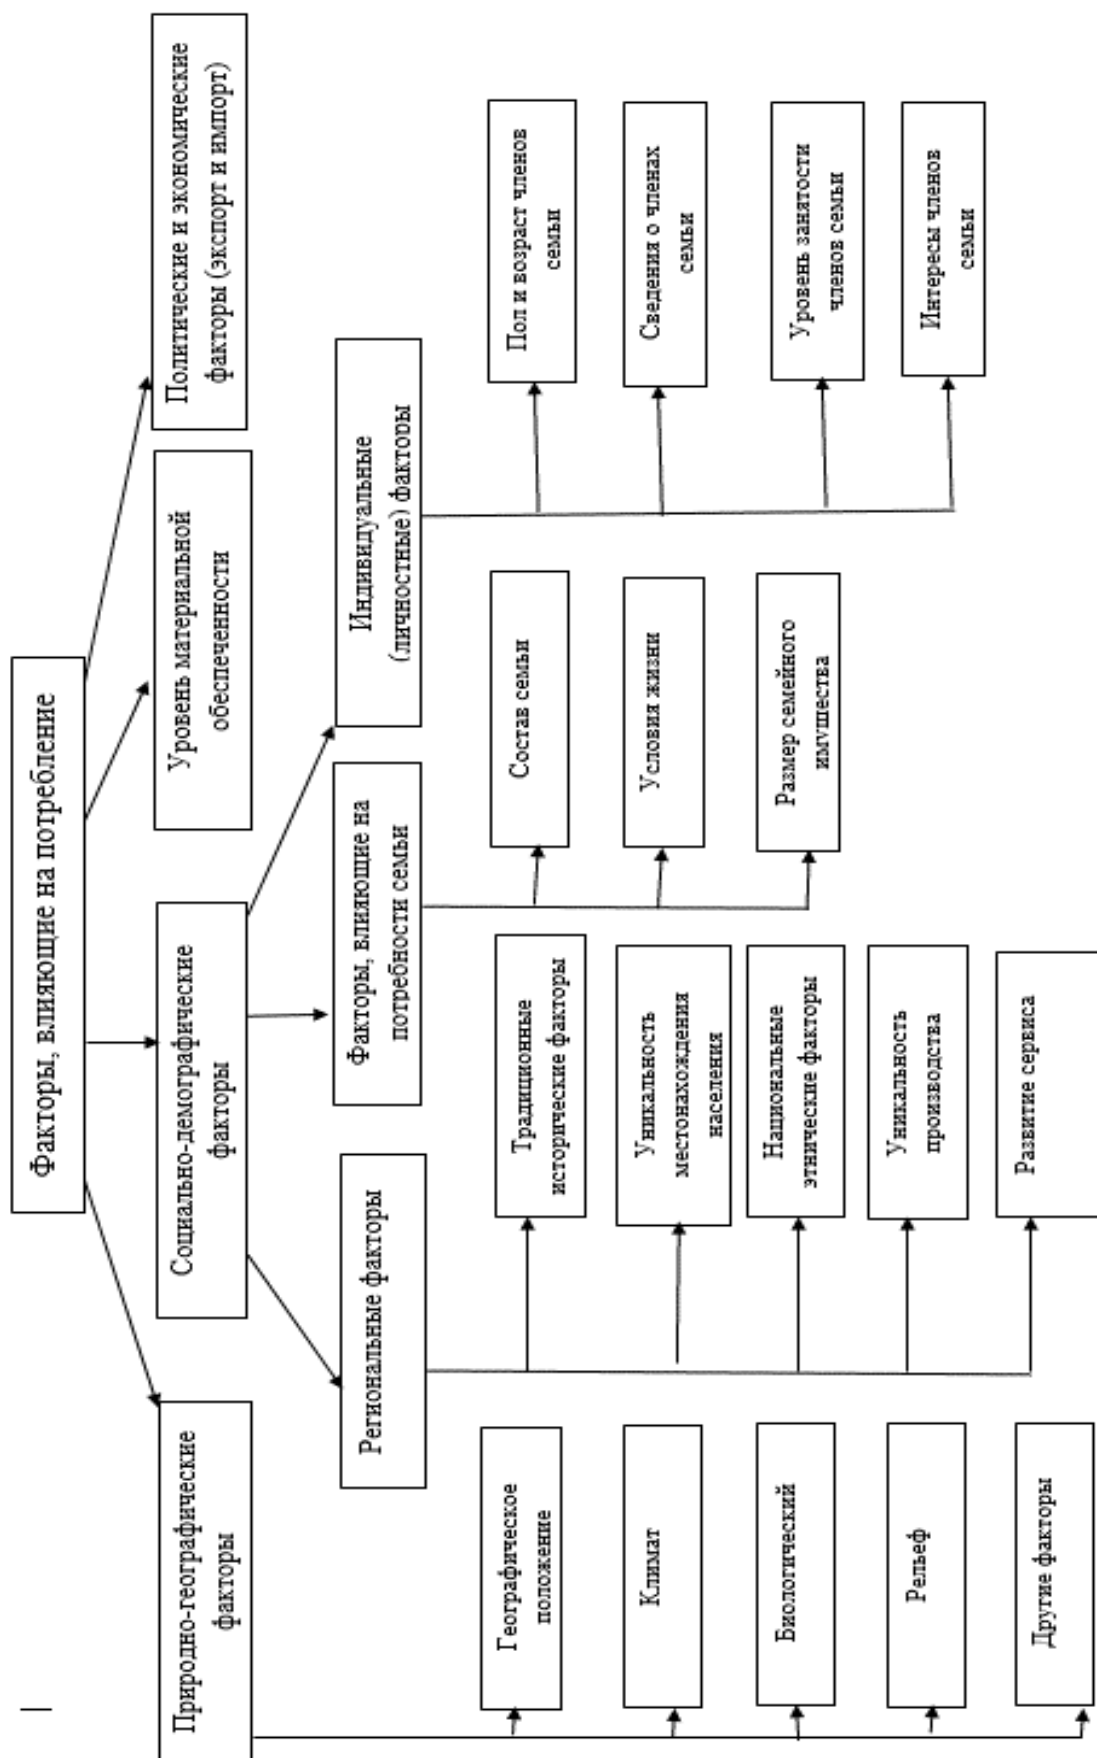 Факторы, влияющие на потребление
Природно-географические
факторы
Социально-демографические
факторы
Уровень материальной
обеспеченности
Политические и экономические
факторы (экспорт и импорт)
Региональные факторы
Факторы, влияющие на
потребности семьи
Индивидуальные
(личностные) факторы
Географическое
положение
Климат
Биологический
Рельеф
Другие факторы
Традиционные
исторические факторы
Уникальность
местонахождения
населения
Национальные
этнические факторы
Уникальность
производства
Развитие сервиса
Состав семьи
Условия жизни
Размер семейного
имущества
Пол и возраст членов
семьи
Сведения о членах
семьи
Уровень занятости
членов семьи
Интересы членов
семьи